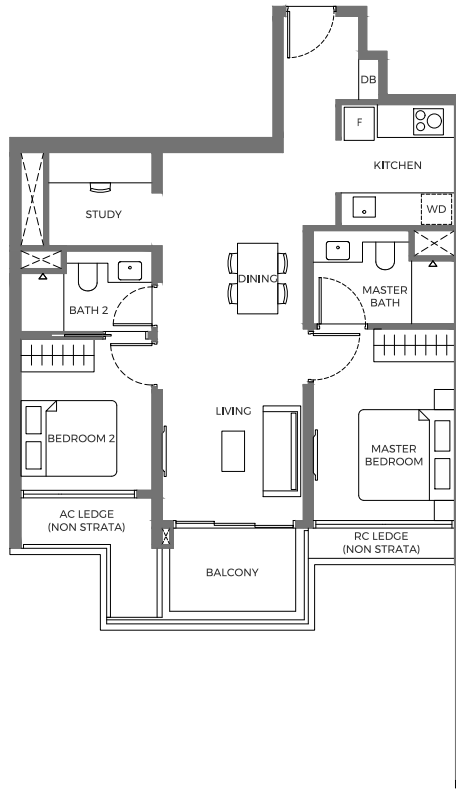 DB
F
KITCHEN
STUDY
WD
DINING
MASTER
BATH
BATH 2
LIVING
BEDROOM 2
MASTER
BEDROOM
AC LEDGE
(NON STRATA)
RC LEDGE
(NON STRATA)
BALCONY